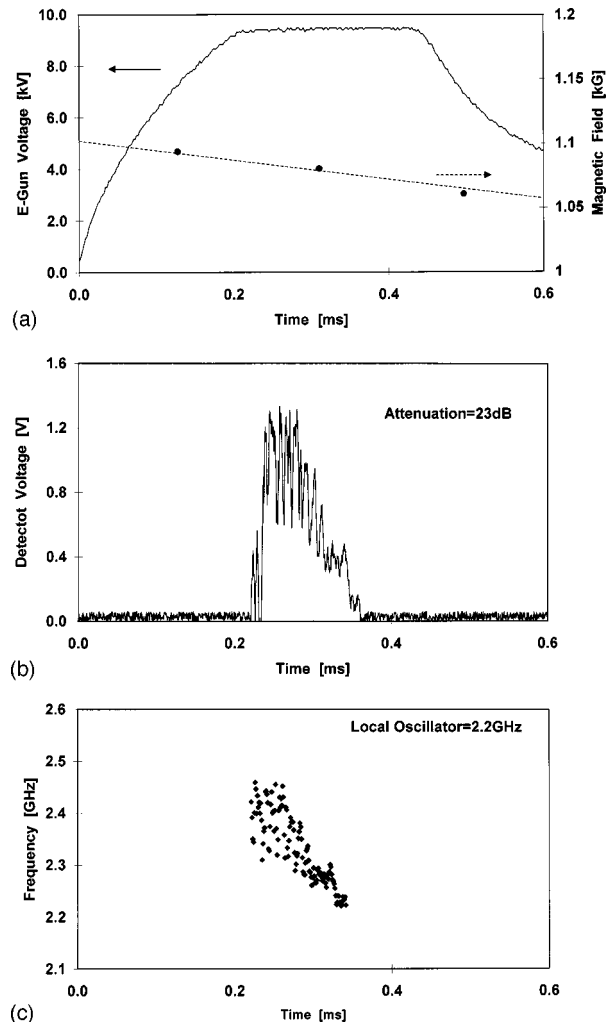 10.0
8.0
6.0
4.0
2.0
0.0
E-Gun Voltage [kV]
1.2
1.15
1.10
1.05
1
Magnetic Field [kG]
0.0 0.2 0.4 0.6
Time [ms]
(a)
1.6
1.2
0.8
0.4
0.0
Detectot Voltage [V]
Attenuation=23dB
0.0 0.2 0.4 0.6
Time [ms]
(b)
2.6
2.5
2.4
2.3
2.2
2.1
Frequency [GHz]
Local Oscillator=2.2GHz
0.0 0.2 0.4 0.6
Time [ms]
(c)